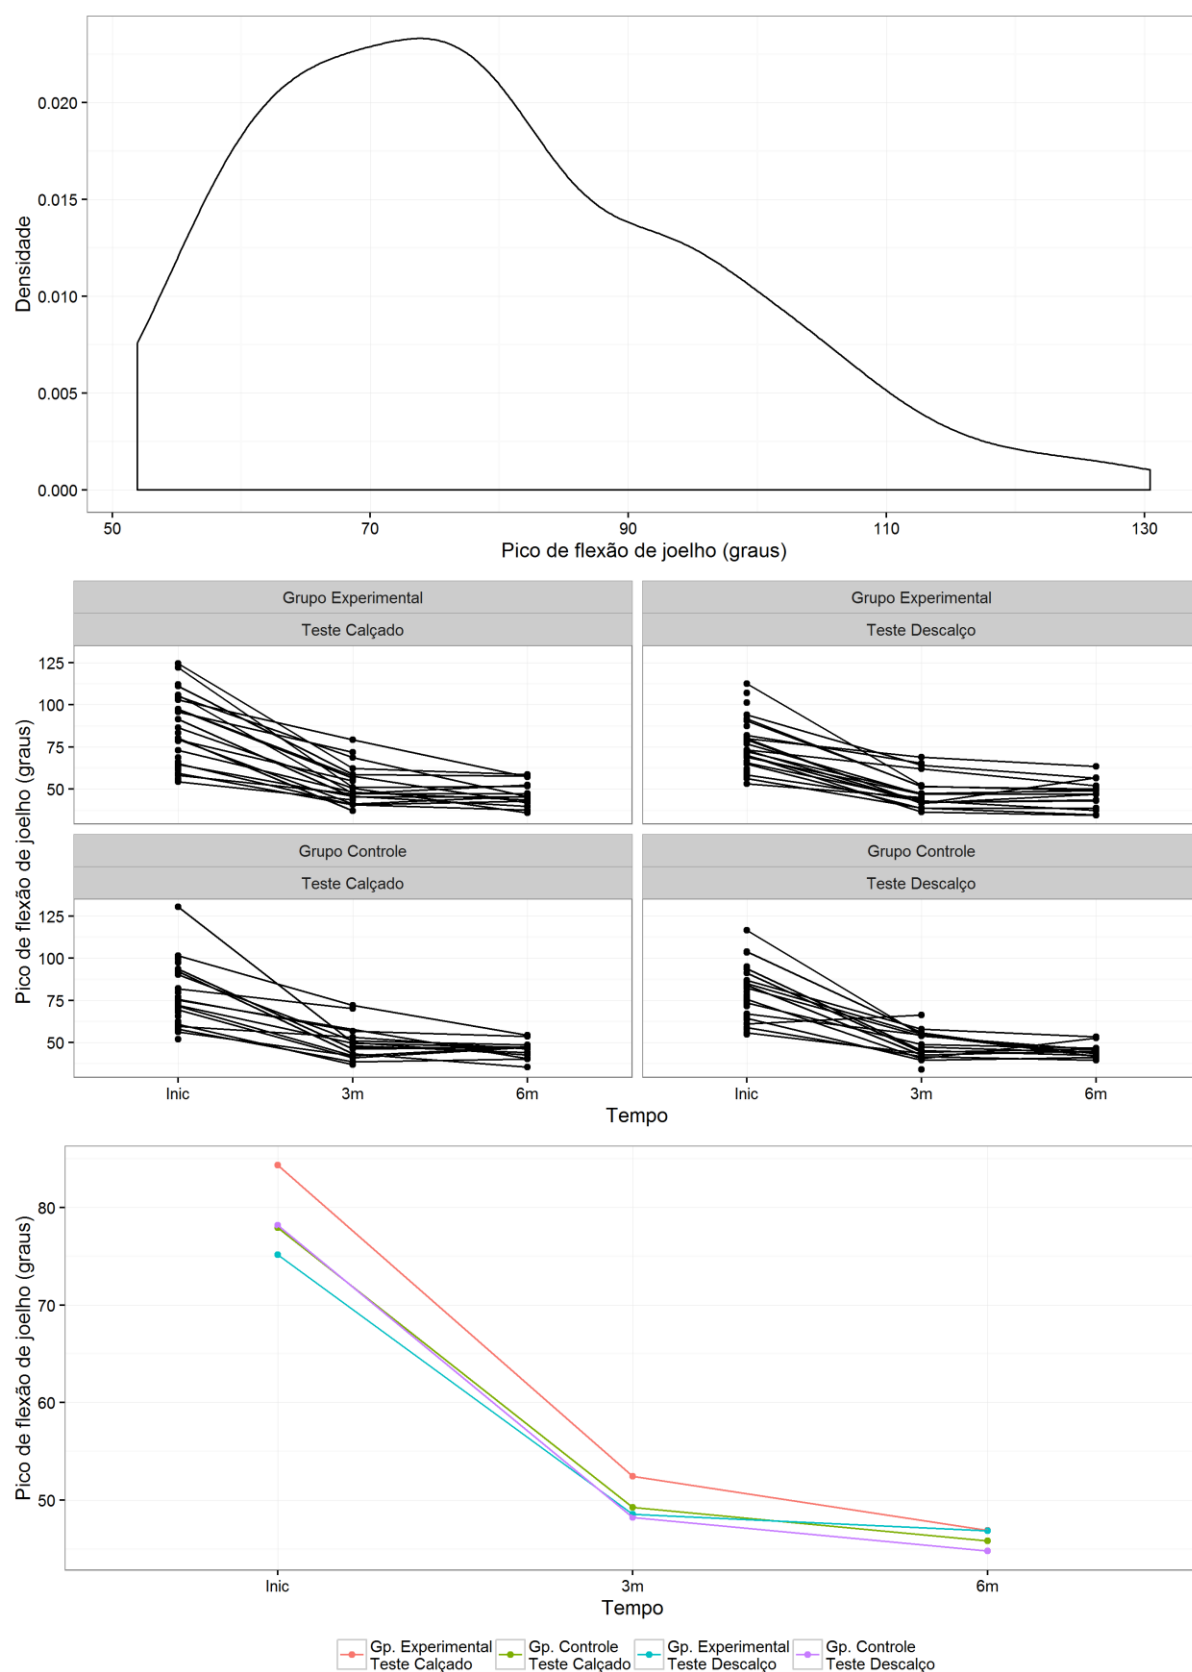 Densidade
0.020
0.015
0.010
0.005
0.000
50 70 90 110 130
Pico de flexão de joelho (graus)
Pico de flexão de joelho (graus)
Grupo Experimental Grupo Experimental
Teste Calçado Teste Descalço
125
100
75
50
Grupo Controle Grupo Controle
Teste Calçado Teste Descalço
125
100
75
50
Inic 3m 6m Inic 3m 6m
Tempo
Pico de flexão de joelho (graus)
80
70
60
50
Inic 3m 6m
Tempo
Gp. Experimental Gp. Controle Gp. Experimental Gp. Controle
Teste Calçado Teste Calçado Teste Descalço Teste Descalço